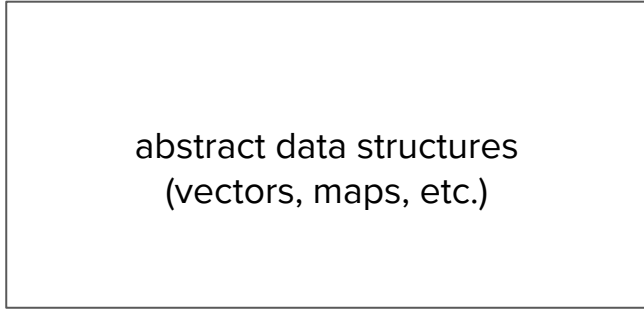 abstract data structures
(vectors, maps, etc.)